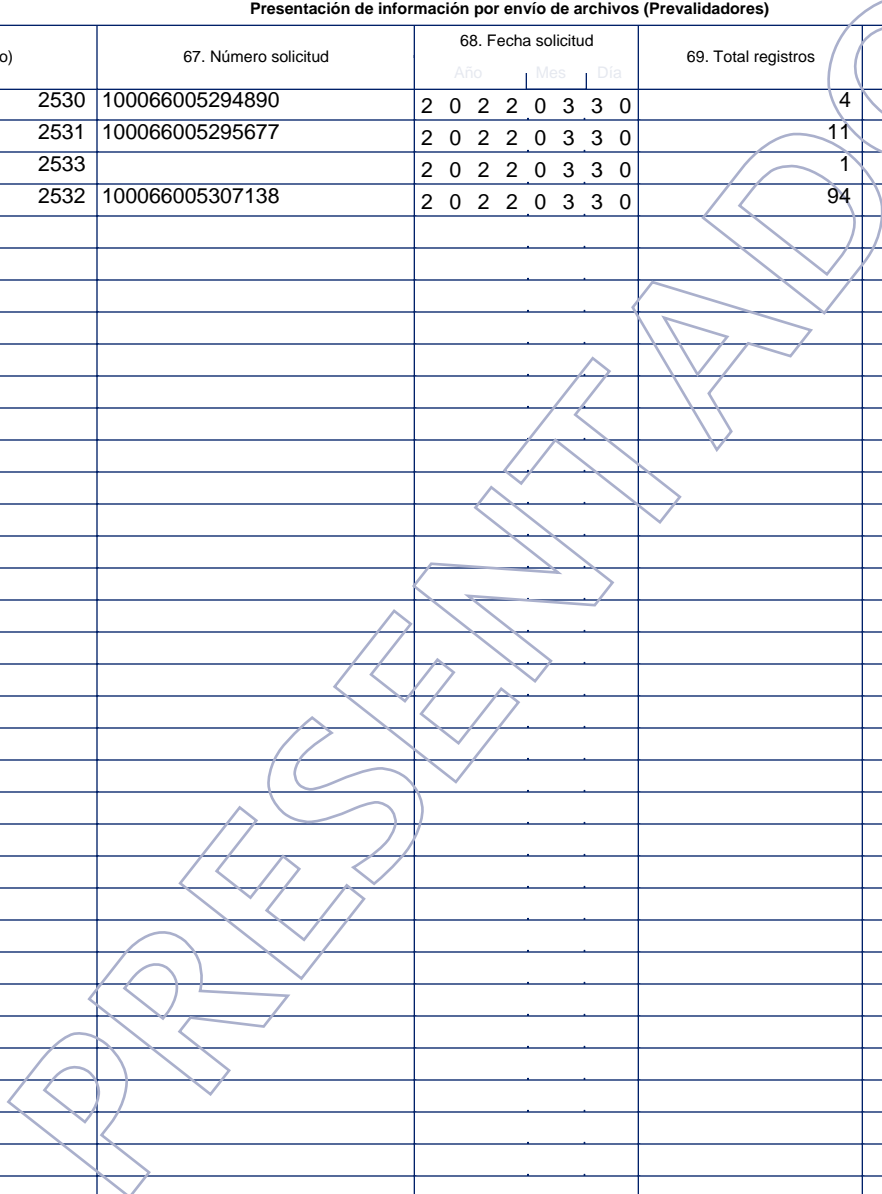 Presentación de información por envío de archivos (Prevalidadores)
o) 67. Número solicitud 68. Fecha solicitud 69. Total registros
Año Mes Día
2530 100066005294890 2 0 2 2 0 3 3 0 4
2531 100066005295677 2 0 2 2 0 3 3 0 11
2533 2 0 2 2 0 3 3 0 1
2532 100066005307138 2 0 2 2 0 3 3 0 94
PRESENTADO